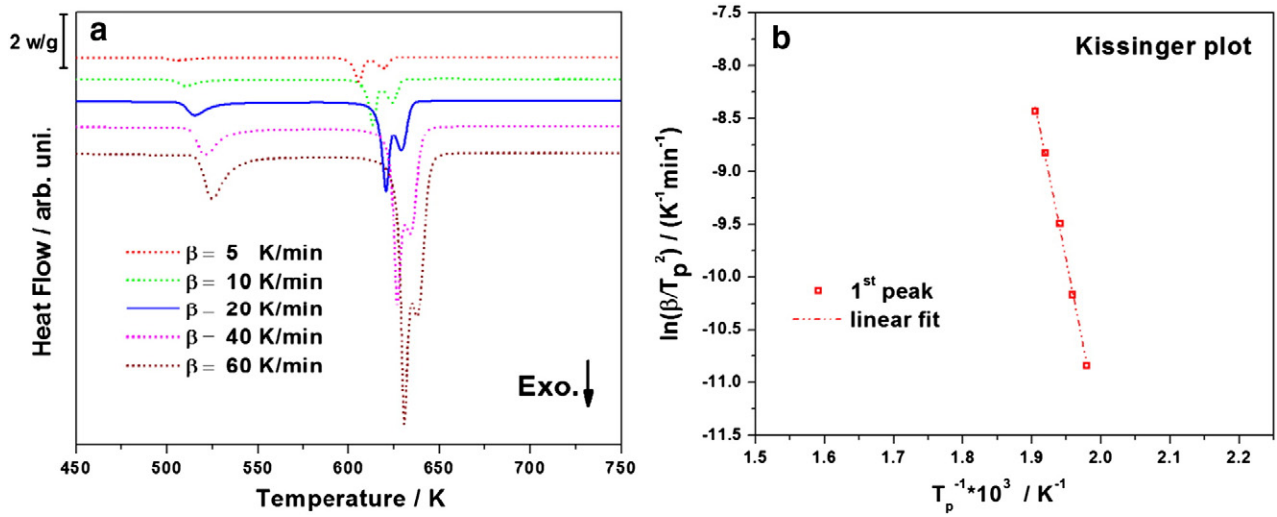 2 w/g
a
Heat Flow / arb. uni.
β = 5 K/min
β = 10 K/min
β = 20 K/min
β = 40 K/min
β = 60 K/min
Exo.
450 500 550 600 650 700 750
Temperature / K
b
Kissinger plot
-7.5
-8.0
-8.5
-9.0
-9.5
-10.0
-10.5
-11.0
-11.5
ln(β/Tp²) / (K⁻¹min⁻¹)
1st peak
linear fit
1.5 1.6 1.7 1.8 1.9 2.0 2.1 2.2
Tp⁻¹*10³ / K⁻¹